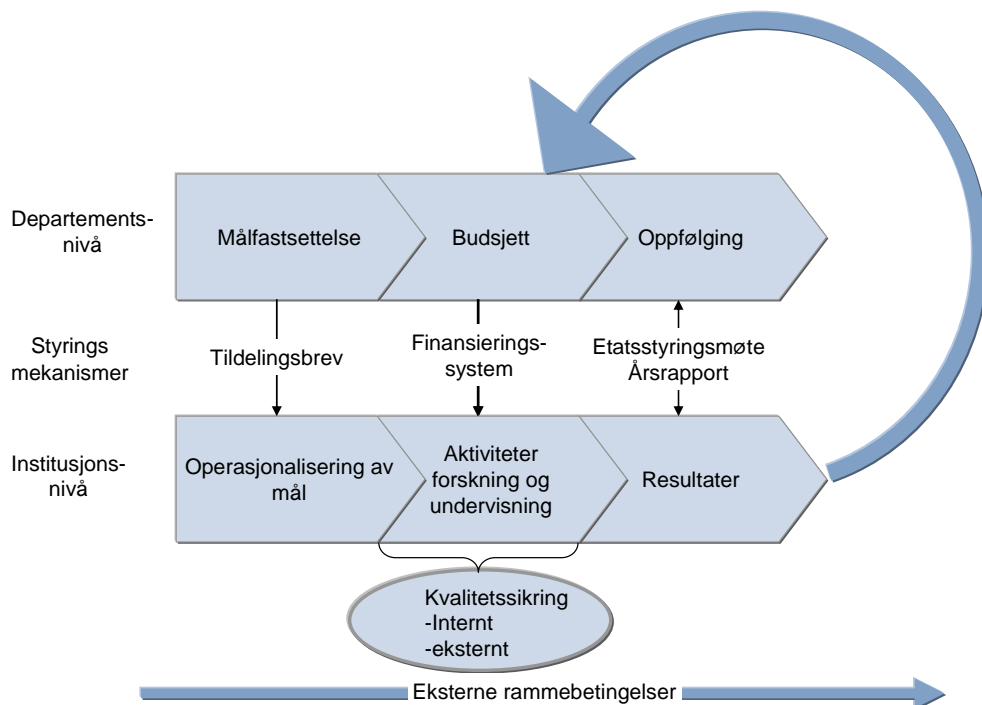 Departements-
nivå
Målfastsettelse
Budsjett
Oppfølging
Styrings
mekanismer
Tildelingsbrev
Finansierings-
system
Etatsstyringsmøte
Årsrapport
Institusjons-
nivå
Operasjonalisering av
mål
Aktiviteter
forskning og
undervisning
Resultater
Kvalitetssikring
-Internt
-eksternt
Eksterne rammebetingelser